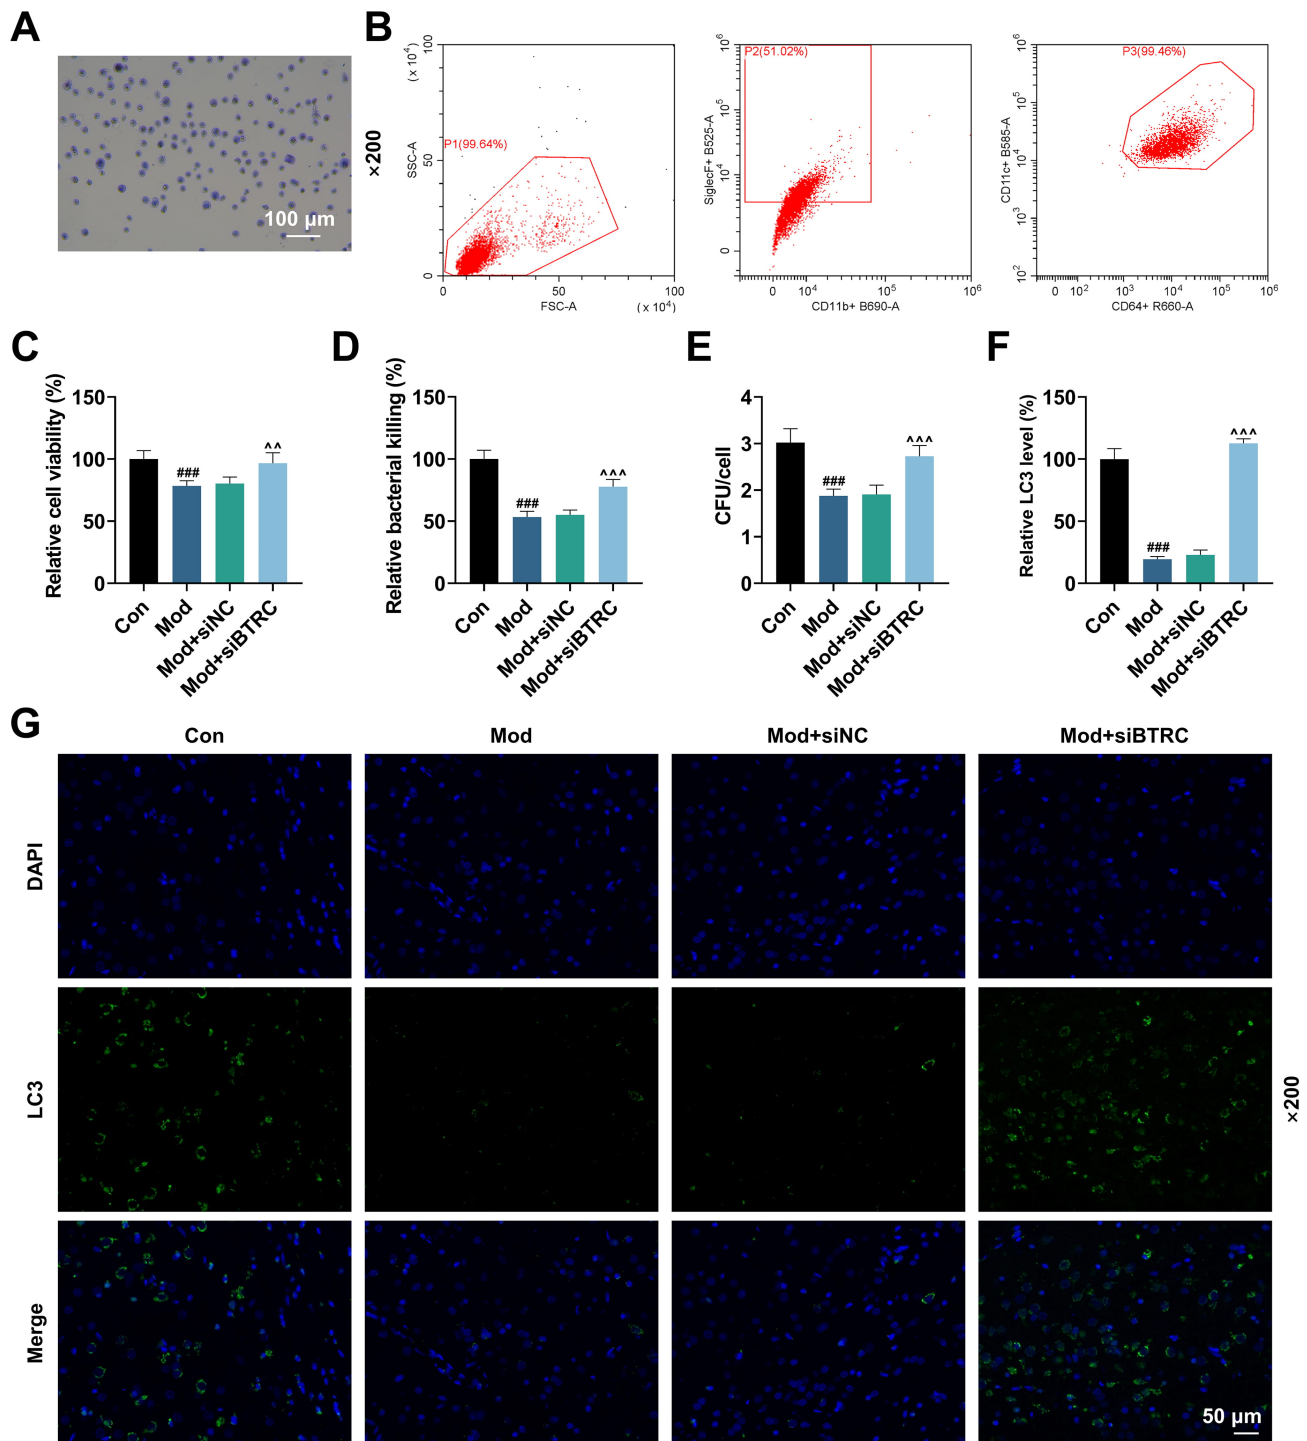 A
100 μm
×200
B
P1(99.64%)
SSC-A
(x 10⁴)
100
50
0
0
50
100
FSC-A
(x 10⁴)
P2(51.02%)
SiglecF+ B525-A
10⁶
10⁵
10⁴
0
0
10⁴
10⁵
10⁶
CD11b+ B690-A
P3(99.46%)
CD11c+ B585-A
10⁶
10⁵
10⁴
10³
10²
0
10²
10³
10⁴
10⁵
10⁶
CD64+ R660-A
C
Relative cell viability (%)
150
100
50
0
###
^^
Con
Mod
Mod+siNC
Mod+siBTRC
D
Relative bacterial killing (%)
150
100
50
0
###
^^^
Con
Mod
Mod+siNC
Mod+siBTRC
E
CFU/cell
4
3
2
1
0
###
^^^
Con
Mod
Mod+siNC
Mod+siBTRC
F
Relative LC3 level (%)
150
100
50
0
###
^^^
Con
Mod
Mod+siNC
Mod+siBTRC
G
Con
Mod
Mod+siNC
Mod+siBTRC
DAPI
LC3
Merge
×200
50 μm